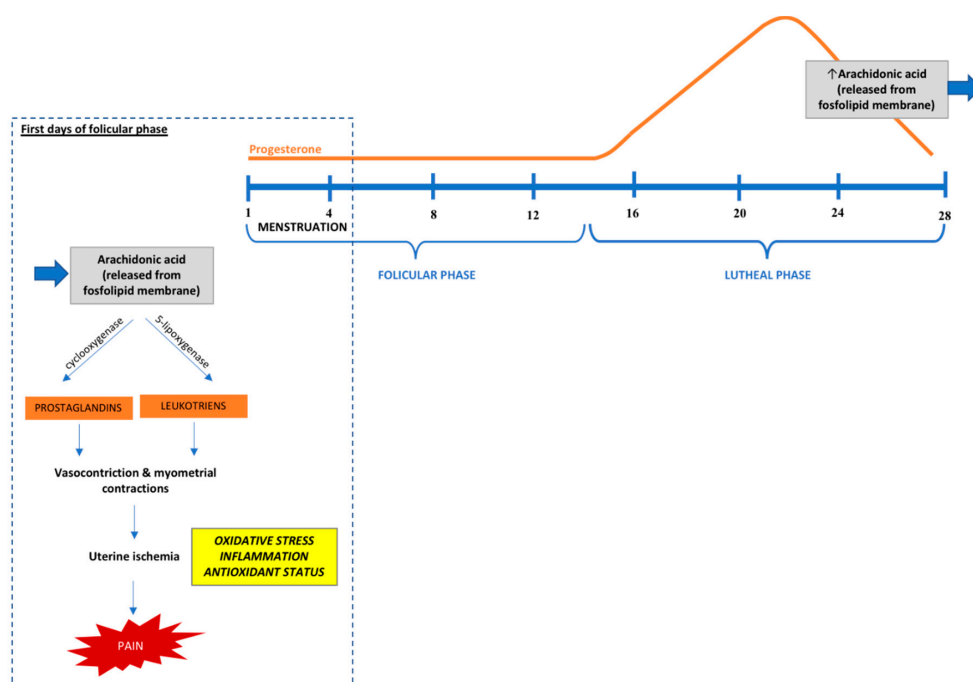 ↑Arachidonic acid
(released from
fosfolipid membrane)
First days of folicular phase
Progesterone
1 4 8 12 16 20 24 28
MENSTRUATION
FOLICULAR PHASE
LUTHEAL PHASE
Arachidonic acid
(released from
fosfolipid membrane)
cyclooxygenase
5-lipoxygenase
PROSTAGLANDINS
LEUKOTRIENS
Vasocontriction & myometrial
contractions
Uterine ischemia
OXIDATIVE STRESS
INFLAMMATION
ANTIOXIDANT STATUS
PAIN